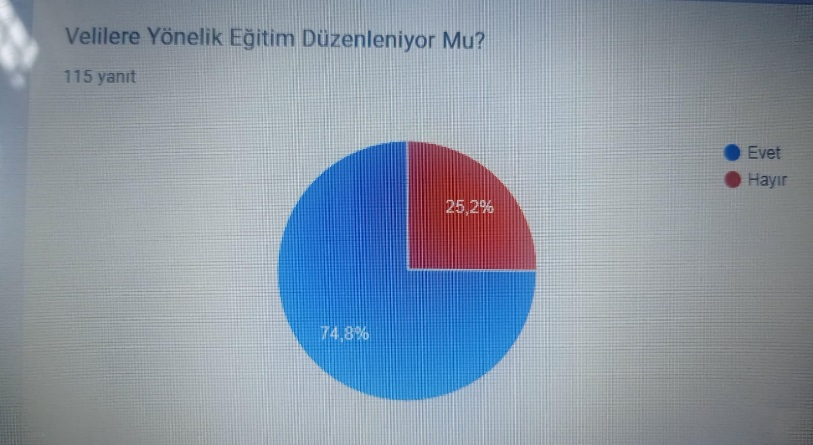 Velilere Yönelik Eğitim Düzenleniyor Mu?
115 yanıt
Evet
Hayır
25,2%
74,8%